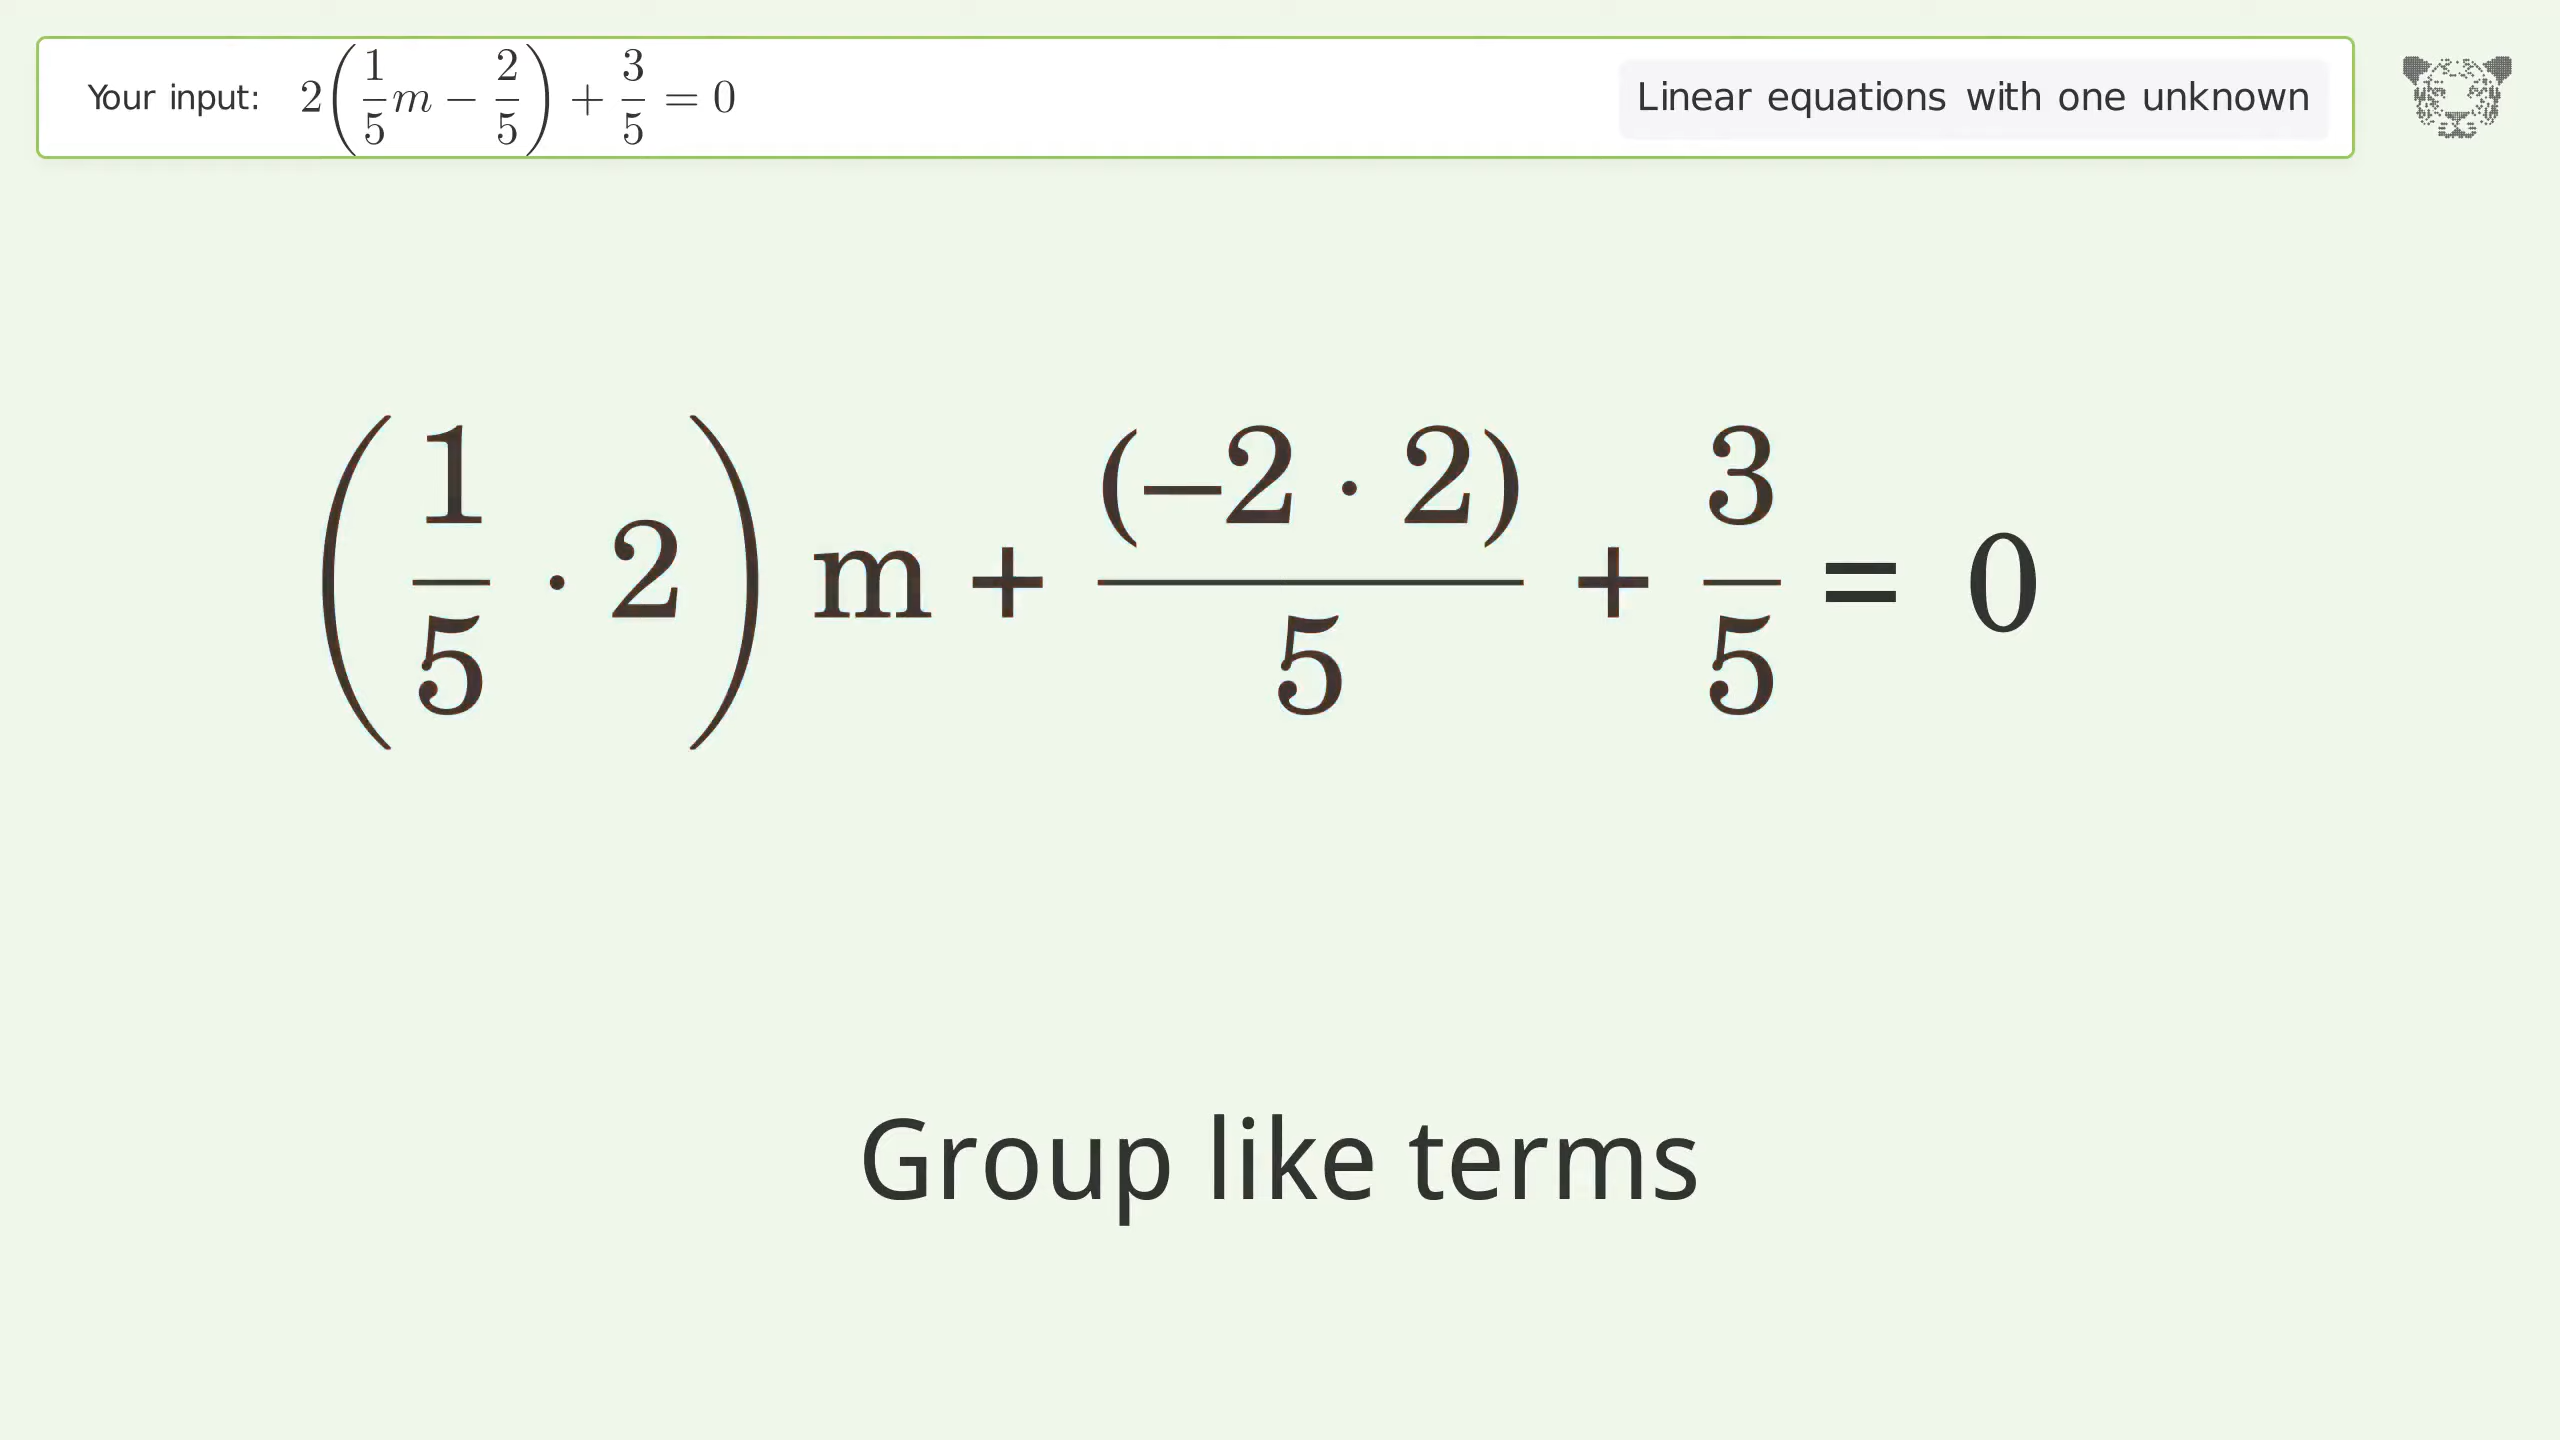 Your input: 2(1/5 m − 2/5) + 3/5 = 0
Linear equations with one unknown
(1/5 · 2) m + (−2 · 2)/5 + 3/5 = 0
Group like terms